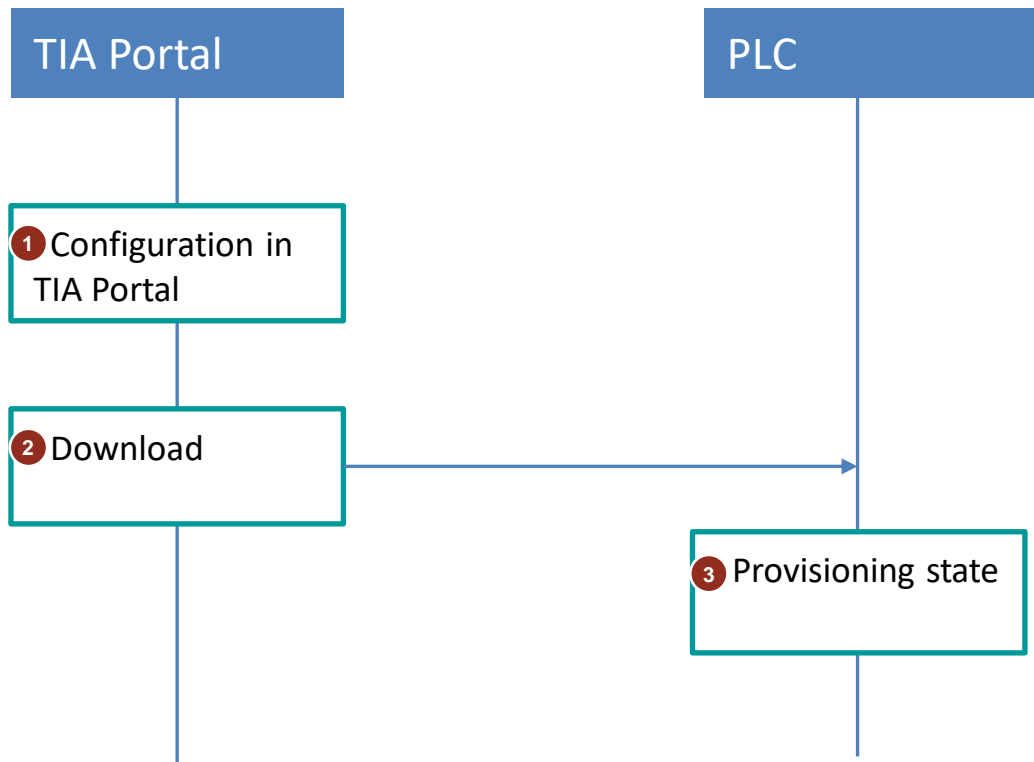 TIA Portal
PLC
1 Configuration in
TIA Portal
2 Download
3 Provisioning state